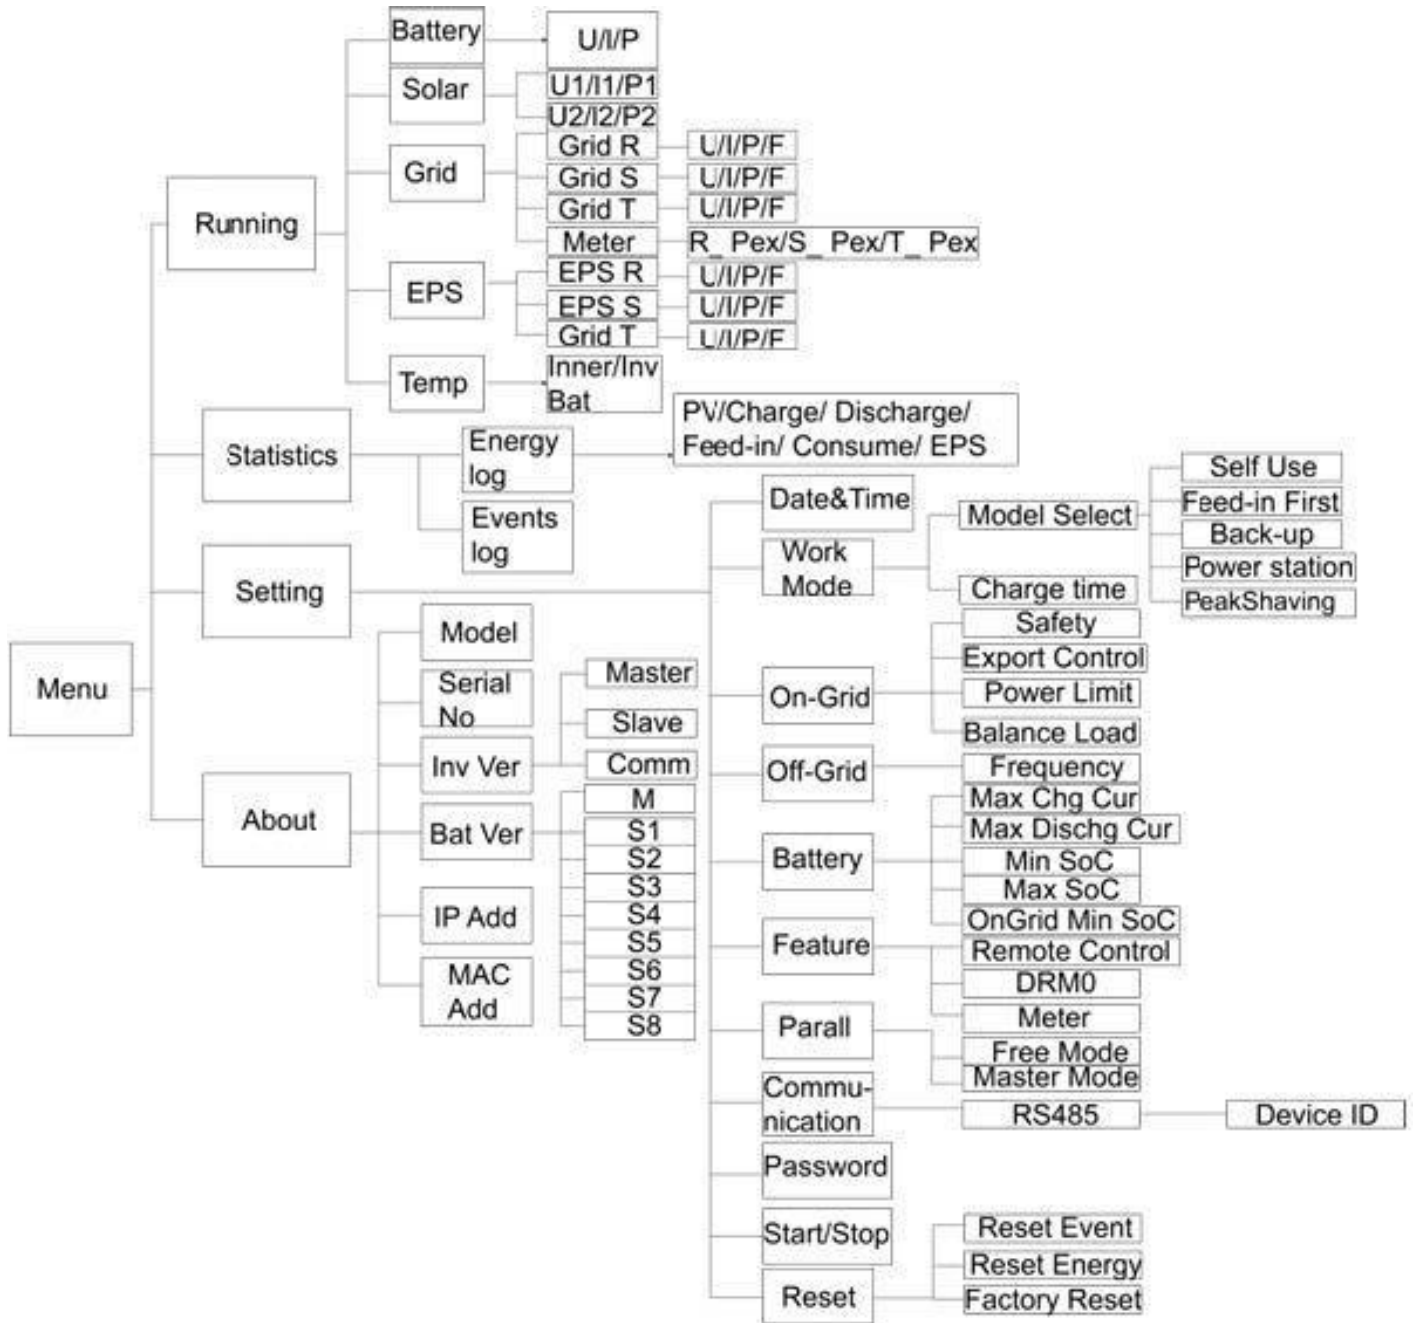 Menu
Running
Battery
U/I/P
Solar
U1/I1/P1
U2/I2/P2
Grid
Grid R
U/I/P/F
Grid S
U/I/P/F
Grid T
U/I/P/F
Meter
R_ Pex/S_ Pex/T_ Pex
EPS
EPS R
U/I/P/F
EPS S
U/I/P/F
Grid T
U/I/P/F
Temp
Inner/Inv
Bat
Statistics
Energy
log
PV/Charge/ Discharge/
Feed-in/ Consume/ EPS
Events
log
Setting
Date&Time
Work
Mode
Model Select
Self Use
Feed-in First
Back-up
Power station
PeakShaving
Charge time
On-Grid
Safety
Export Control
Power Limit
Balance Load
Off-Grid
Frequency
Battery
Max Chg Cur
Max Dischg Cur
Min SoC
Max SoC
OnGrid Min SoC
Feature
Remote Control
DRM0
Meter
Parall
Free Mode
Master Mode
Commu-
nication
RS485
Device ID
Password
Start/Stop
Reset
Reset Event
Reset Energy
Factory Reset
About
Model
Serial
No
Inv Ver
Master
Slave
Comm
Bat Ver
M
S1
S2
S3
S4
S5
S6
S7
S8
IP Add
MAC
Add